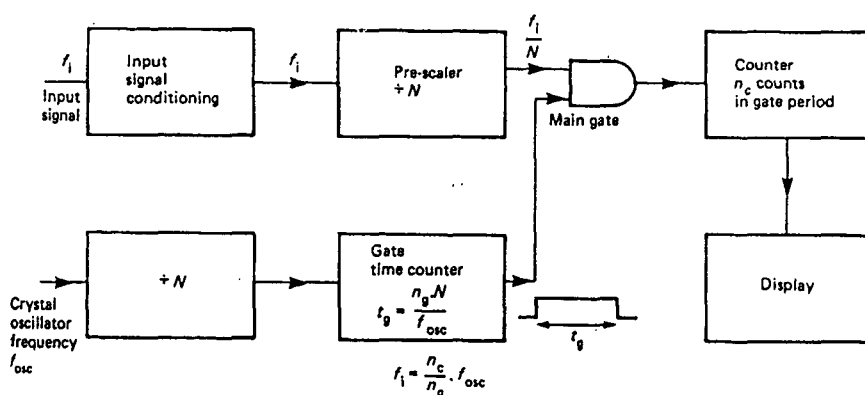 f_i
Input
signal
Input
signal
conditioning
f_i
Pre-scaler
÷ N
f_i
N
Main gate
Counter
n_c counts
in gate period
Crystal
oscillator
frequency
f_osc
÷ N
Gate
time counter
t_g = n_g.N / f_osc
t_g
Display
f_i = n_c / n_g . f_osc